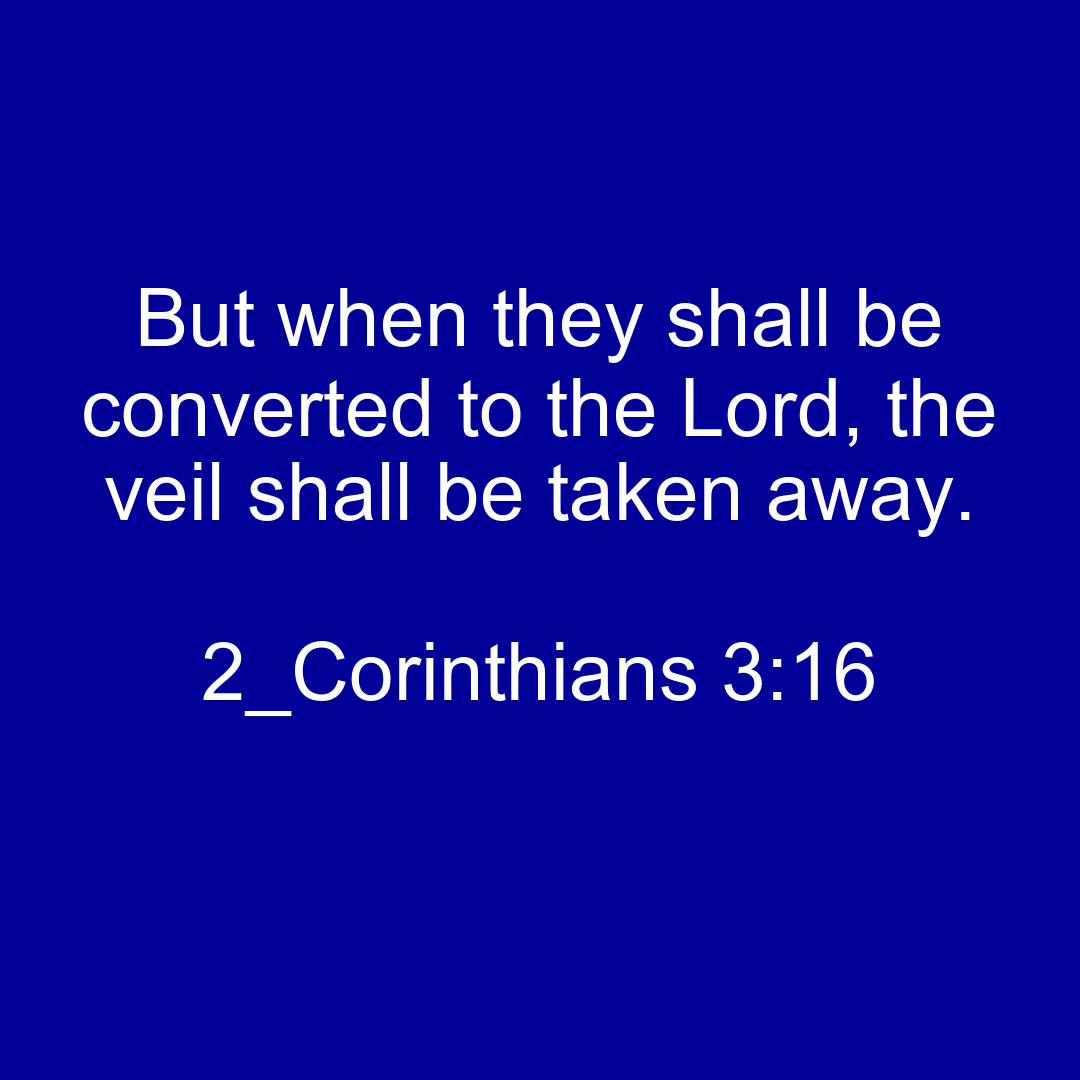 But when they shall be
converted to the Lord, the
veil shall be taken away.
2_Corinthians 3:16